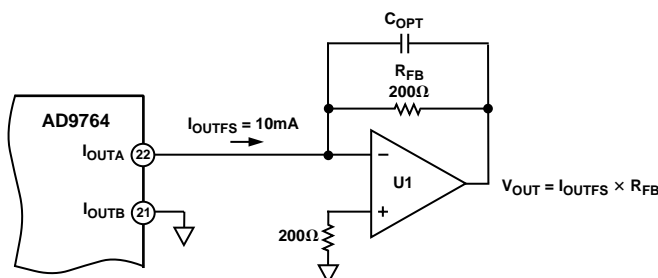 C_OPT
R_FB
200Ω
AD9764
I_OUTFS = 10mA
I_OUTA 22
U1
V_OUT = I_OUTFS × R_FB
I_OUTB 21
200Ω
−
+